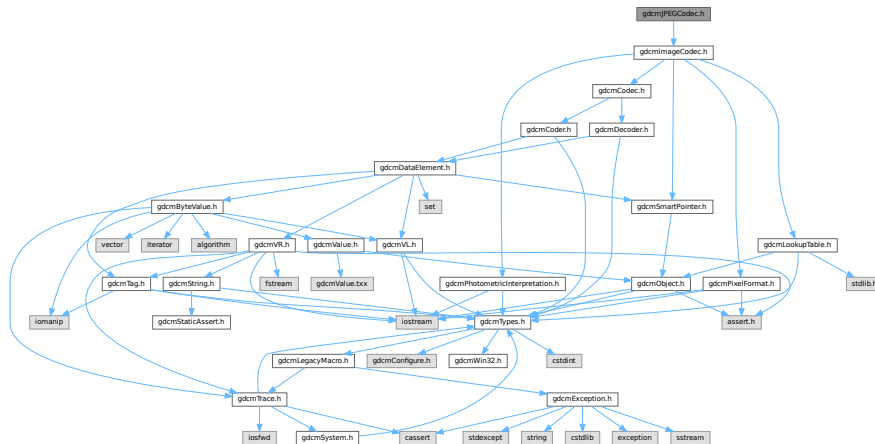 gdcmJPEGCodec.h
gdcmImageCodec.h
gdcmCodec.h
gdcmCoder.h
gdcmDecoder.h
gdcmDataElement.h
gdcmByteValue.h
set
gdcmSmartPointer.h
vector
iterator
algorithm
gdcmVR.h
gdcmValue.h
gdcmVL.h
gdcmLookupTable.h
gdcmTag.h
gdcmString.h
fstream
gdcmValue.txx
gdcmPhotometricInterpretation.h
gdcmObject.h
gdcmPixelFormat.h
stdlib.h
iomanip
gdcmStaticAssert.h
iostream
gdcmTypes.h
assert.h
gdcmLegacyMacro.h
gdcmConfigure.h
gdcmWin32.h
cstdint
gdcmTrace.h
gdcmException.h
iosfwd
gdcmSystem.h
cassert
stdexcept
string
cstdlib
exception
sstream